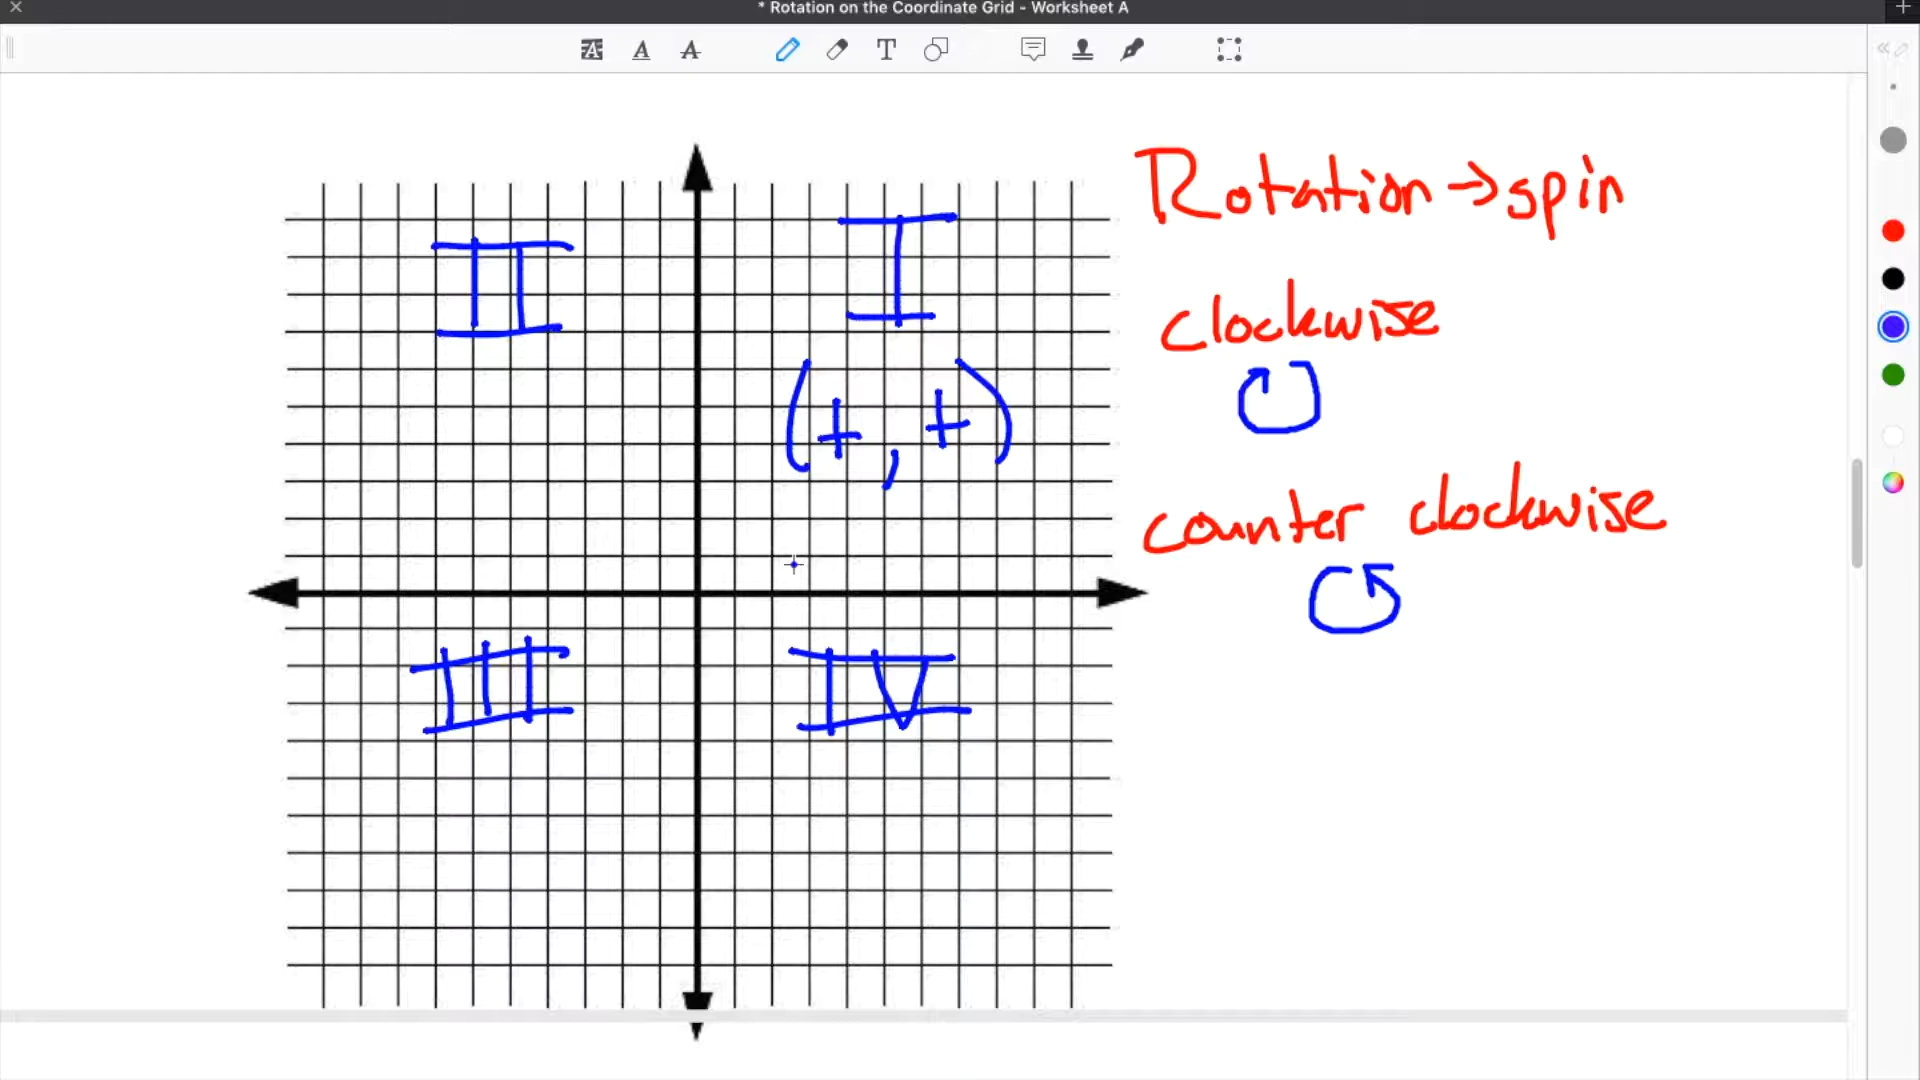 * Rotation on the Coordinate Grid - Worksheet A
A A A T
Rotation → spin
II I
clockwise
(+, +)
counter clockwise
III IV